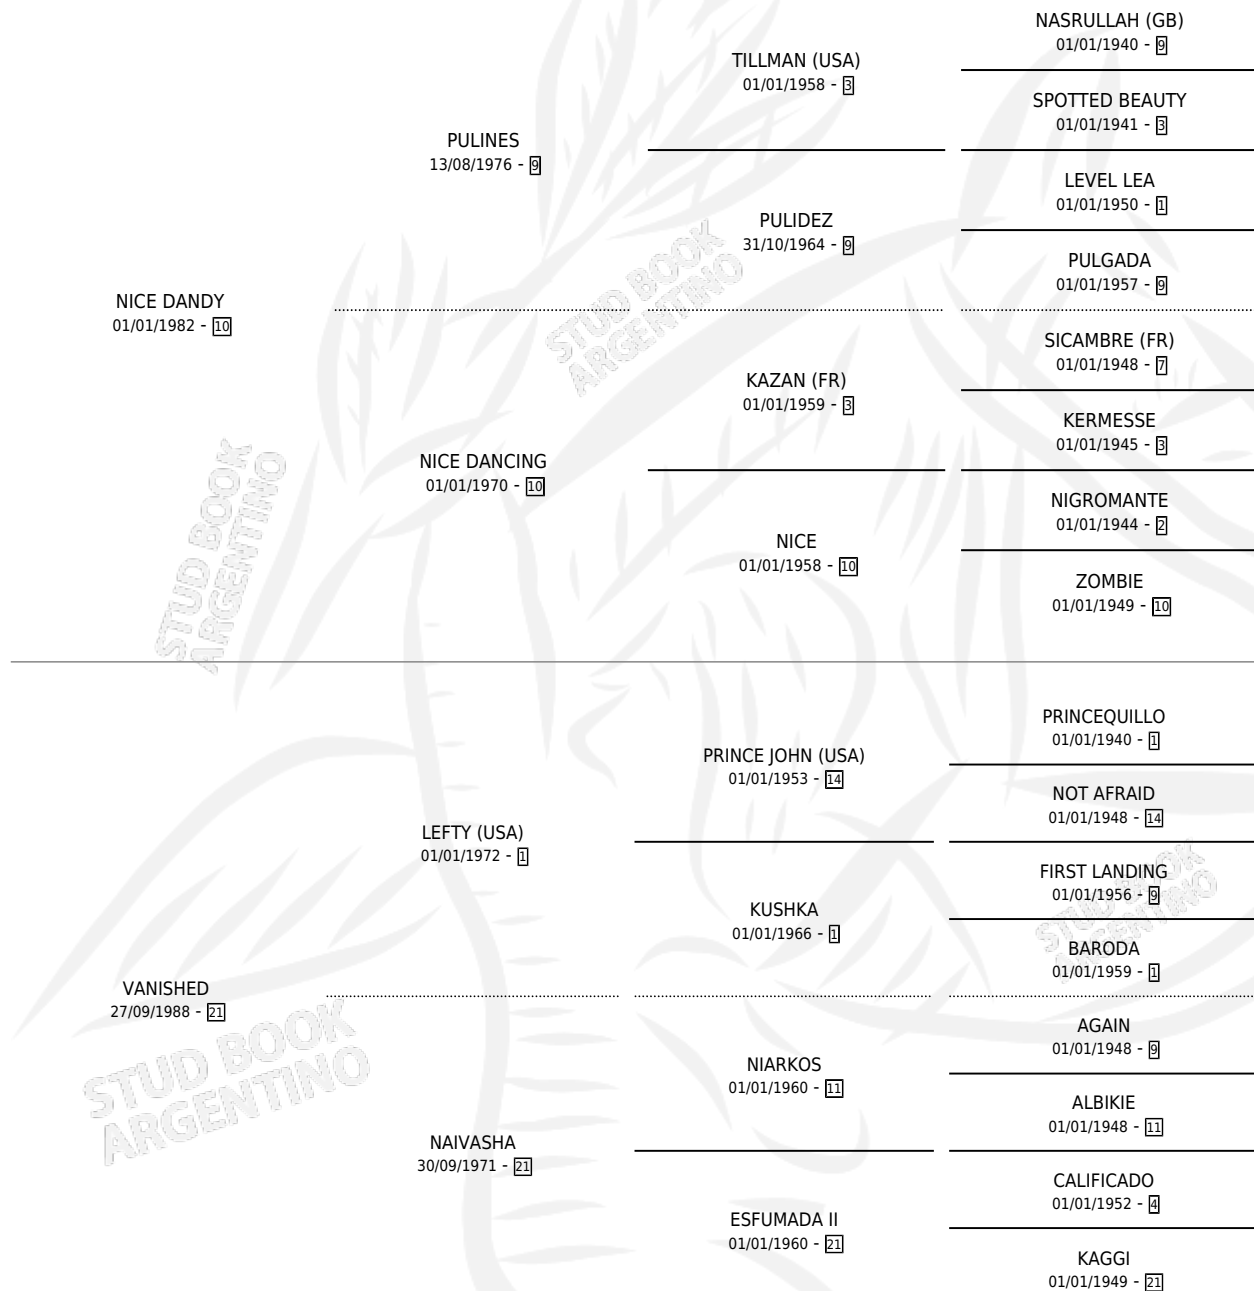 NASRULLAH (GB)
01/01/1940 - 9
TILLMAN (USA)
01/01/1958 - 3
SPOTTED BEAUTY
01/01/1941 - 3
PULINES
13/08/1976 - 9
LEVEL LEA
01/01/1950 - 1
PULIDEZ
31/10/1964 - 9
PULGADA
01/01/1957 - 9
NICE DANDY
01/01/1982 - 10
STUD BOOK
ARGENTINO
SICAMBRE (FR)
01/01/1948 - 7
KAZAN (FR)
01/01/1959 - 3
KERMESSE
01/01/1945 - 3
NICE DANCING
01/01/1970 - 10
NIGROMANTE
01/01/1944 - 2
NICE
01/01/1958 - 10
ZOMBIE
01/01/1949 - 10
STUD BOOK
ARGENTINO
PRINCEQUILLO
01/01/1940 - 1
PRINCE JOHN (USA)
01/01/1953 - 14
NOT AFRAID
01/01/1948 - 14
LEFTY (USA)
01/01/1972 - 1
FIRST LANDING
01/01/1956 - 9
STUD BOOK
ARGENTINO
KUSHKA
01/01/1966 - 1
BARODA
01/01/1959 - 1
VANISHED
27/09/1988 - 21
STUD BOOK
ARGENTINO
AGAIN
01/01/1948 - 9
NIARKOS
01/01/1960 - 11
ALBIKIE
01/01/1948 - 11
NAIVASHA
30/09/1971 - 21
CALIFICADO
01/01/1952 - 4
ESFUMADA II
01/01/1960 - 21
KAGGI
01/01/1949 - 21